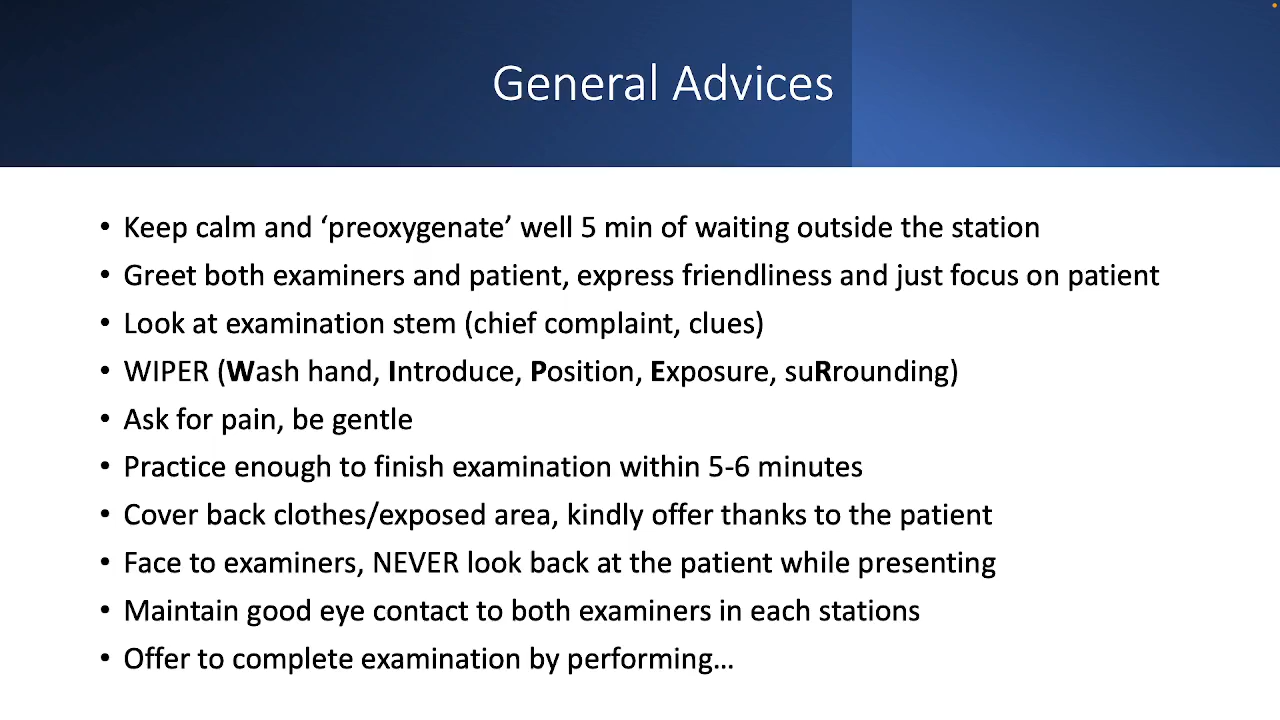 General Advices
• Keep calm and ‘preoxygenate’ well 5 min of waiting outside the station
• Greet both examiners and patient, express friendliness and just focus on patient
• Look at examination stem (chief complaint, clues)
• WIPER (Wash hand, Introduce, Position, Exposure, suRrounding)
• Ask for pain, be gentle
• Practice enough to finish examination within 5-6 minutes
• Cover back clothes/exposed area, kindly offer thanks to the patient
• Face to examiners, NEVER look back at the patient while presenting
• Maintain good eye contact to both examiners in each stations
• Offer to complete examination by performing…